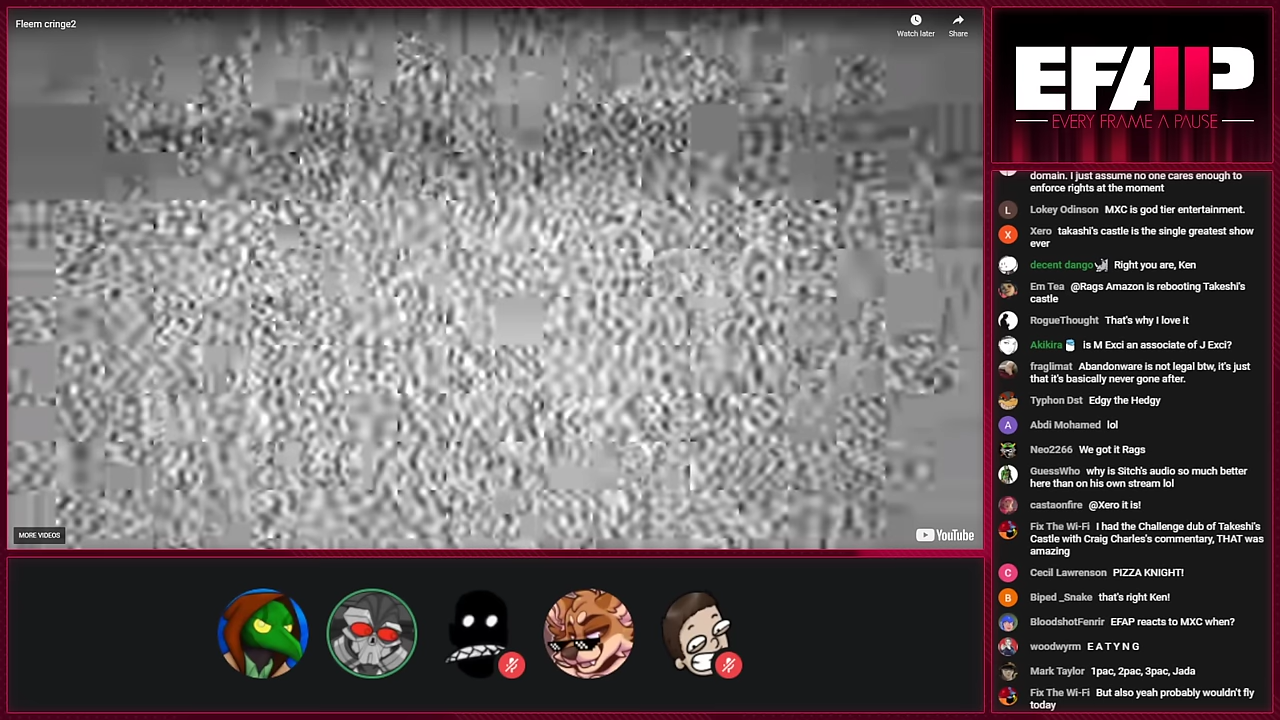 Fleem cringe2
Watch later
Share
MORE VIDEOS
YouTube
EFAP
EVERY FRAME A PAUSE
domain. I just assume no one cares enough to
enforce rights at the moment
L
Lokey Odinson MXC is god tier entertainment.
X
Xero takashi's castle is the single greatest show
ever
decent dango Right you are, Ken
Em Tea @Rags Amazon is rebooting Takeshi's
castle
RogueThought That's why I love it
Akikira is M Exci an associate of J Exci?
fraglimat Abandonware is not legal btw, it's just
that it's basically never gone after.
Typhon Dst Edgy the Hedgy
A
Abdi Mohamed lol
Neo2266 We got it Rags
GuessWho why is Sitch's audio so much better
here than on his own stream lol
castaonfire @Xero it is!
Fix The Wi-Fi I had the Challenge dub of Takeshi's
Castle with Craig Charles's commentary, THAT was
amazing
C
Cecil Lawrenson PIZZA KNIGHT!
B
Biped _Snake that's right Ken!
BloodshotFenrir EFAP reacts to MXC when?
woodwyrm E A T Y N G
Mark Taylor 1pac, 2pac, 3pac, Jada
Fix The Wi-Fi But also yeah probably wouldn't fly
today